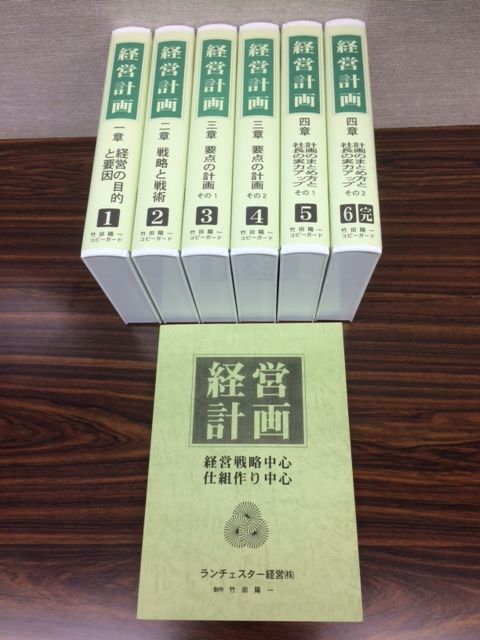 経営計画
一章 経営の目的
と要因
1
竹田陽一
コピーガード
経営計画
二章 戦略と戦術
2
竹田陽一
コピーガード
経営計画
三章 要点の計画
その1
3
竹田陽一
コピーガード
経営計画
三章 要点の計画
その2
4
竹田陽一
コピーガード
経営計画
四章 計画のまとめ方と
社長の実力アップ
その1
5
竹田陽一
コピーガード
経営計画
四章 計画のまとめ方と
社長の実力アップ
その2
6 完
竹田陽一
コピーガード
経営
計画
経営戦略中心
仕組作り中心
ランチェスター経営㈱
制作 竹田陽一